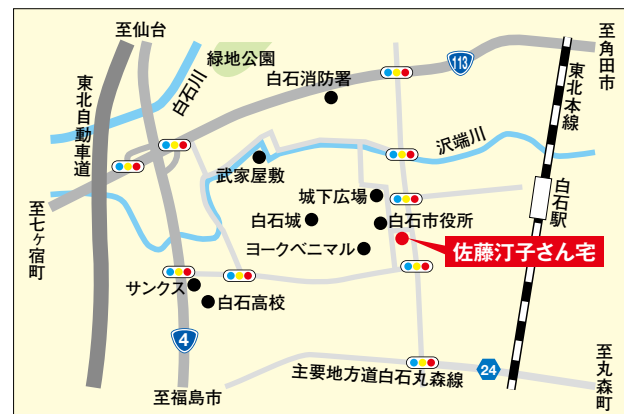 至仙台
緑地公園
白石川
白石消防署
113
至角田市
東北本線
東北自動車道
沢端川
武家屋敷
城下広場
白石城
白石市役所
白石駅
至七ヶ宿町
ヨークベニマル
佐藤汀子さん宅
サンクス
白石高校
4
主要地方道白石丸森線
24
至福島市
至丸森町